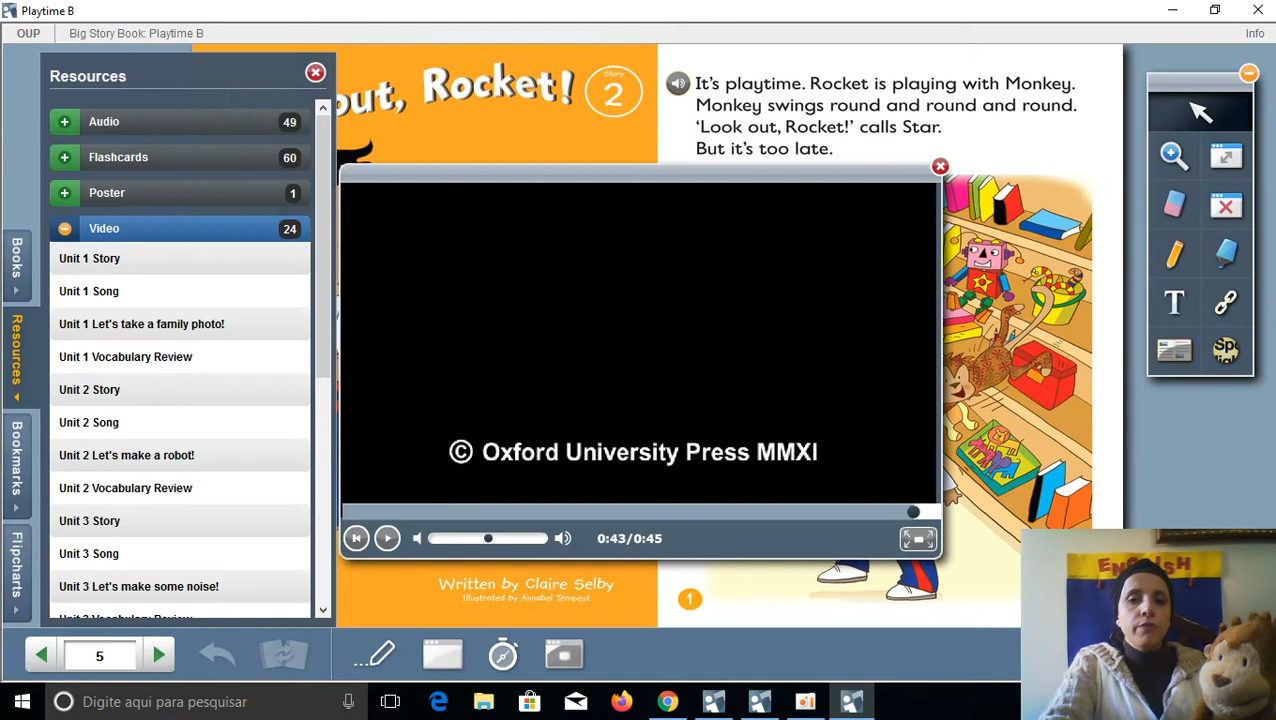 Playtime B
OUP
Big Story Book: Playtime B
Info
Resources
Audio 49
Flashcards 60
Poster 1
Video 24
Unit 1 Story
Unit 1 Song
Unit 1 Let's take a family photo!
Unit 1 Vocabulary Review
Unit 2 Story
Unit 2 Song
Unit 2 Let's make a robot!
Unit 2 Vocabulary Review
Unit 3 Story
Unit 3 Song
Unit 3 Let's make some noise!
Books
Resources
Bookmarks
Flipcharts
out, Rocket!
Story
2
It's playtime. Rocket is playing with Monkey.
Monkey swings round and round and round.
'Look out, Rocket!' calls Star.
But it's too late.
© Oxford University Press MMXI
0:43/0:45
Written by Claire Selby
Illustrated by Annabel Tempest
1
T
5
ENGLISH
Digite aqui para pesquisar